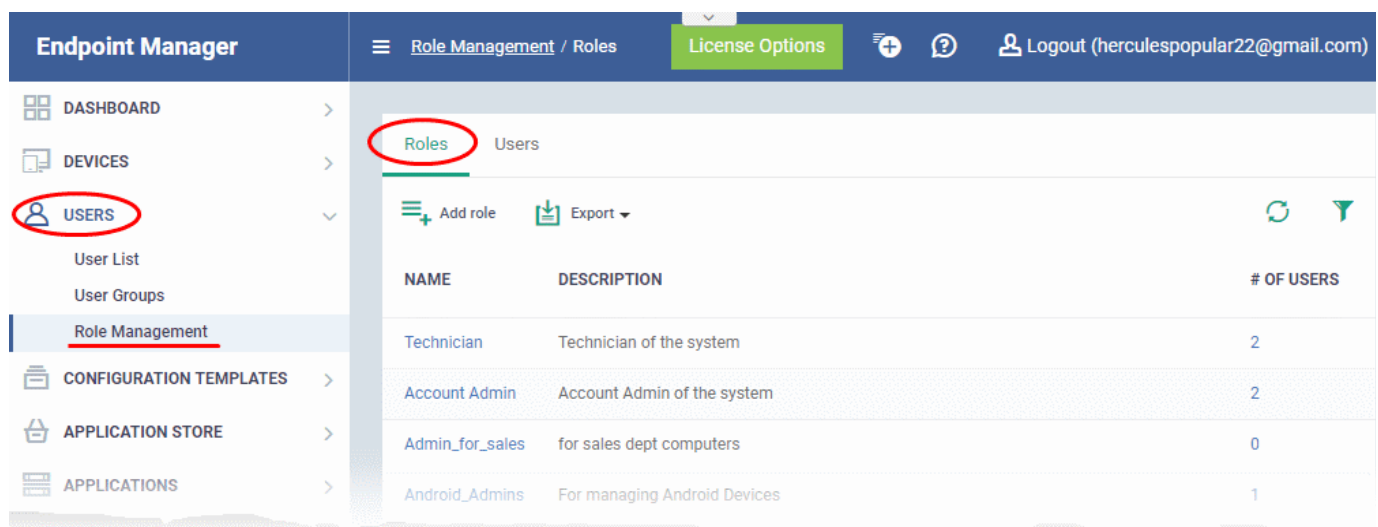 Endpoint Manager
Role Management / Roles
License Options
Logout (herculespopular22@gmail.com)
DASHBOARD
DEVICES
USERS
User List
User Groups
Role Management
CONFIGURATION TEMPLATES
APPLICATION STORE
APPLICATIONS
Roles Users
Add role Export
NAME DESCRIPTION # OF USERS
Technician Technician of the system 2
Account Admin Account Admin of the system 2
Admin_for_sales for sales dept computers 0
Android_Admins For managing Android Devices 1